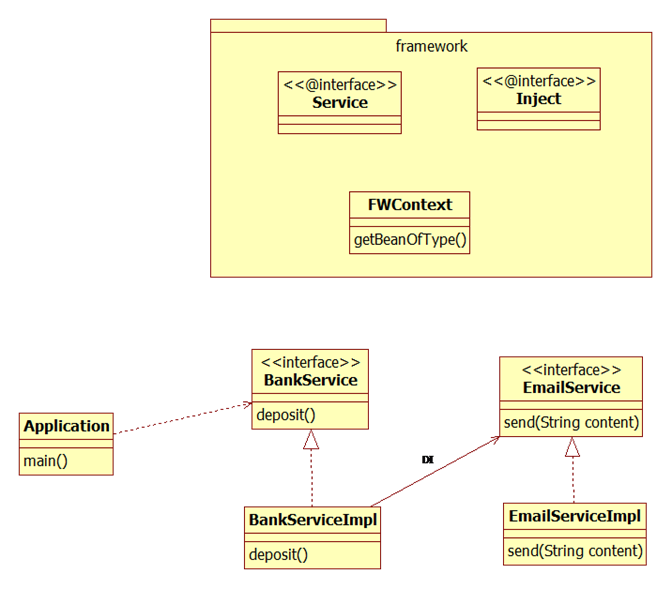 framework
<<@interface>>
Service
<<@interface>>
Inject
FWContext
getBeanOfType()
<<interface>>
BankService
deposit()
<<interface>>
EmailService
send(String content)
Application
main()
DI
BankServiceImpl
deposit()
EmailServiceImpl
send(String content)